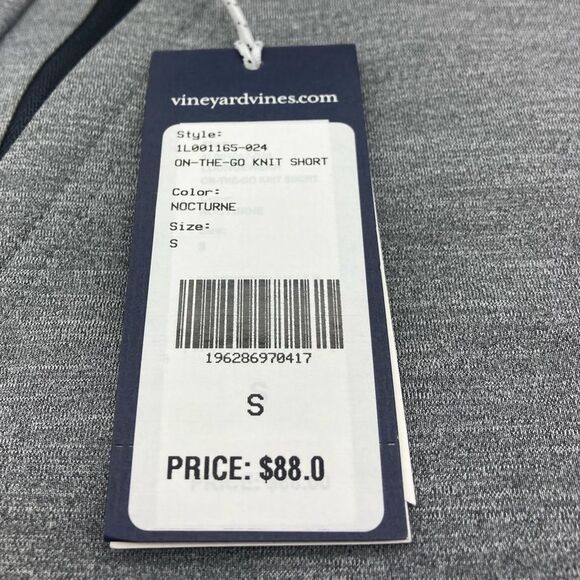 vineyardvines.com
Style:
1L001165-024
ON-THE-GO KNIT SHORT
Color:
NOCTURNE
Size:
S
196286970417
S
PRICE: $88.0